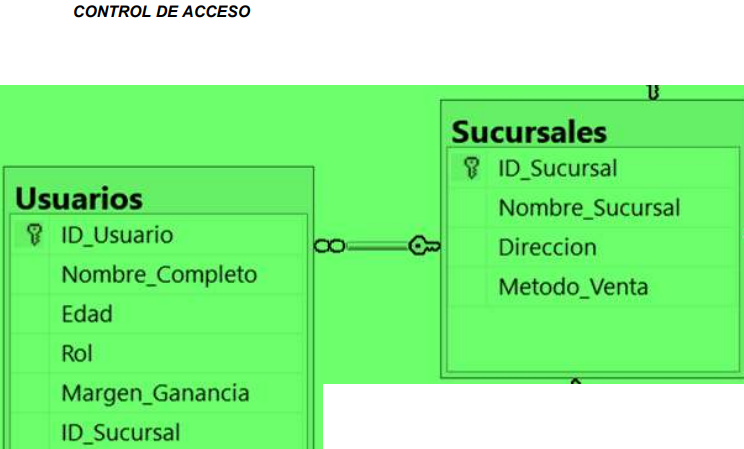 CONTROL DE ACCESO
Usuarios
ID_Usuario
Nombre_Completo
Edad
Rol
Margen_Ganancia
ID_Sucursal
Sucursales
ID_Sucursal
Nombre_Sucursal
Direccion
Metodo_Venta